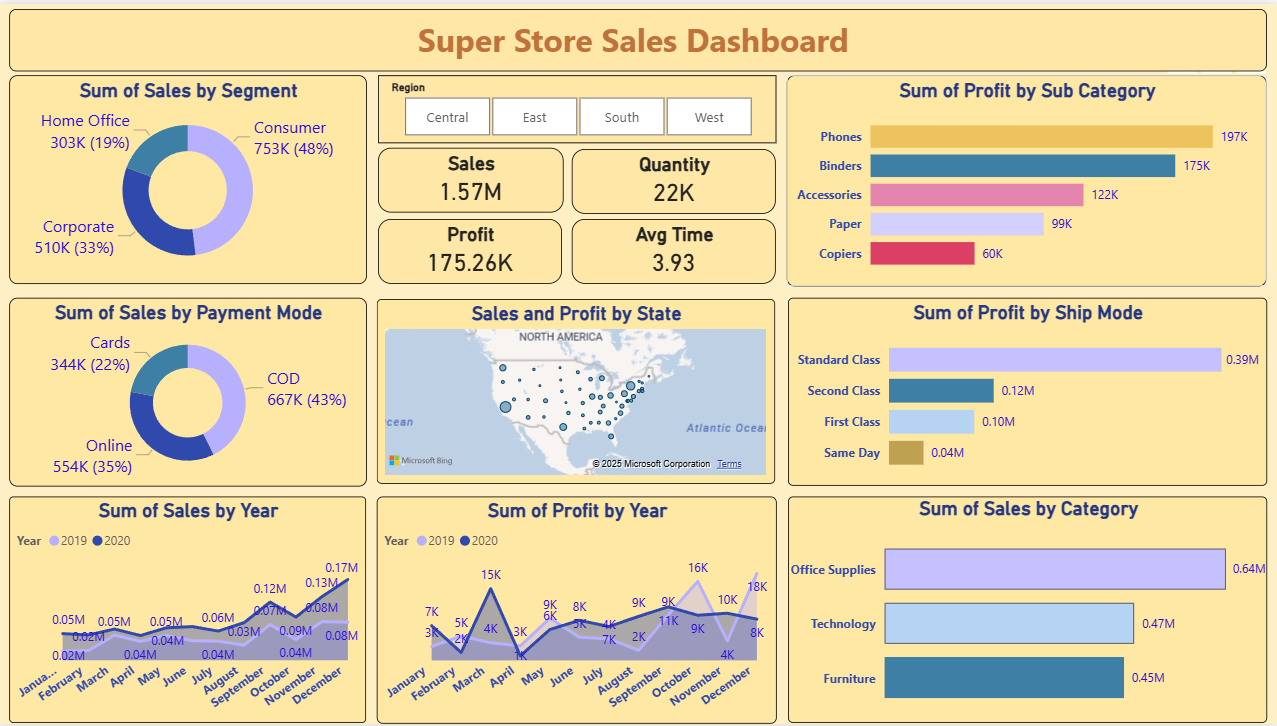 Super Store Sales Dashboard
Sum of Sales by Segment
Home Office
303K (19%)
Consumer
753K (48%)
Corporate
510K (33%)
Region
Central
East
South
West
Sales
1.57M
Quantity
22K
Profit
175.26K
Avg Time
3.93
Sum of Profit by Sub Category
Phones 197K
Binders 175K
Accessories 122K
Paper 99K
Copiers 60K
Sum of Sales by Payment Mode
Cards
344K (22%)
COD
667K (43%)
Online
554K (35%)
Sales and Profit by State
NORTH AMERICA
cean
Atlantic Ocea
Microsoft Bing
© 2025 Microsoft Corporation Terms
Sum of Profit by Ship Mode
Standard Class 0.39M
Second Class 0.12M
First Class 0.10M
Same Day 0.04M
Sum of Sales by Year
Year 2019 2020
0.17M
0.13M
0.12M
0.08M
0.07M
0.05M 0.05M 0.05M 0.06M
0.02M 0.04M 0.03M 0.09M 0.08M
0.02M 0.04M 0.04M 0.04M
Janua... February March April May June July August September October November December
Sum of Profit by Year
Year 2019 2020
16K
15K
18K
7K 9K 8K 9K 9K 10K
5K 6K 5K 4K 11K
3K 2K 4K 3K 7K 2K 9K 8K
1K 4K
January February March April May June July August September October November December
Sum of Sales by Category
Office Supplies 0.64M
Technology 0.47M
Furniture 0.45M